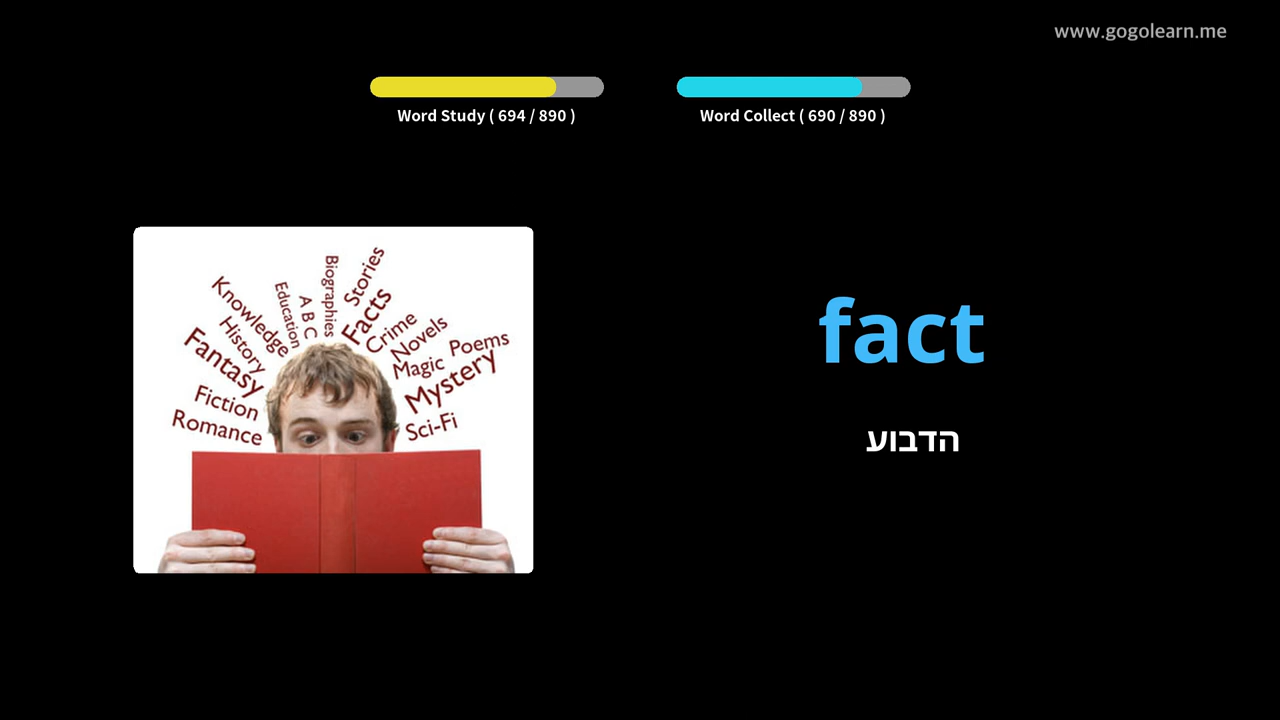 www.gogolearn.me
Word Study ( 694 / 890 )
Word Collect ( 690 / 890 )
Romance
Fiction
Fantasy
History
Knowledge
Education
A B C
Biographies
Stories
Facts
Crime
Novels
Magic
Poems
Mystery
Sci-Fi
fact
הדבוע